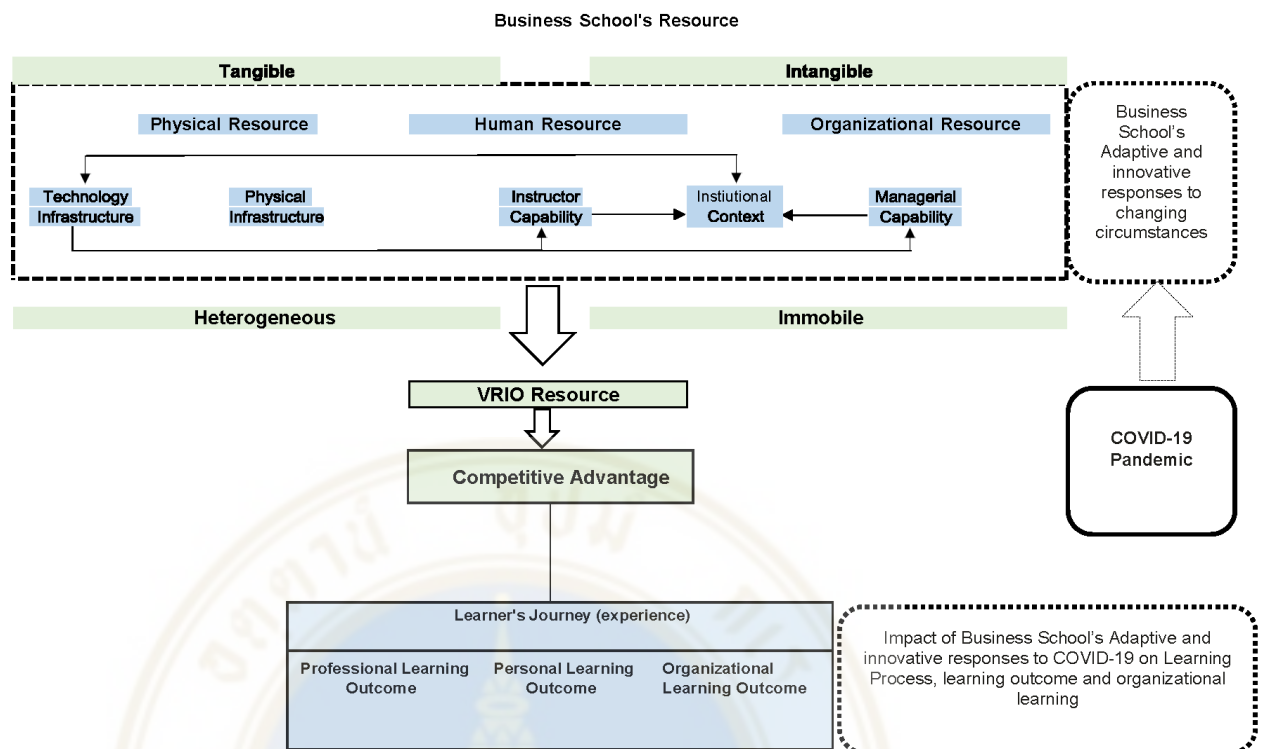 Business School's Resource
Tangible
Intangible
Physical Resource
Human Resource
Organizational Resource
Technology
Infrastructure
Physical
Infrastructure
Instructor
Capability
Instiutional
Context
Managerial
Capability
Business
School's
Adaptive and
innovative
responses to
changing
circumstances
Heterogeneous
Immobile
VRIO Resource
COVID-19
Pandemic
Competitive Advantage
Learner's Journey (experience)
Professional Learning
Outcome
Personal Learning
Outcome
Organizational
Learning Outcome
Impact of Business School's Adaptive and
innovative responses to COVID-19 on Learning
Process, learning outcome and organizational
learning